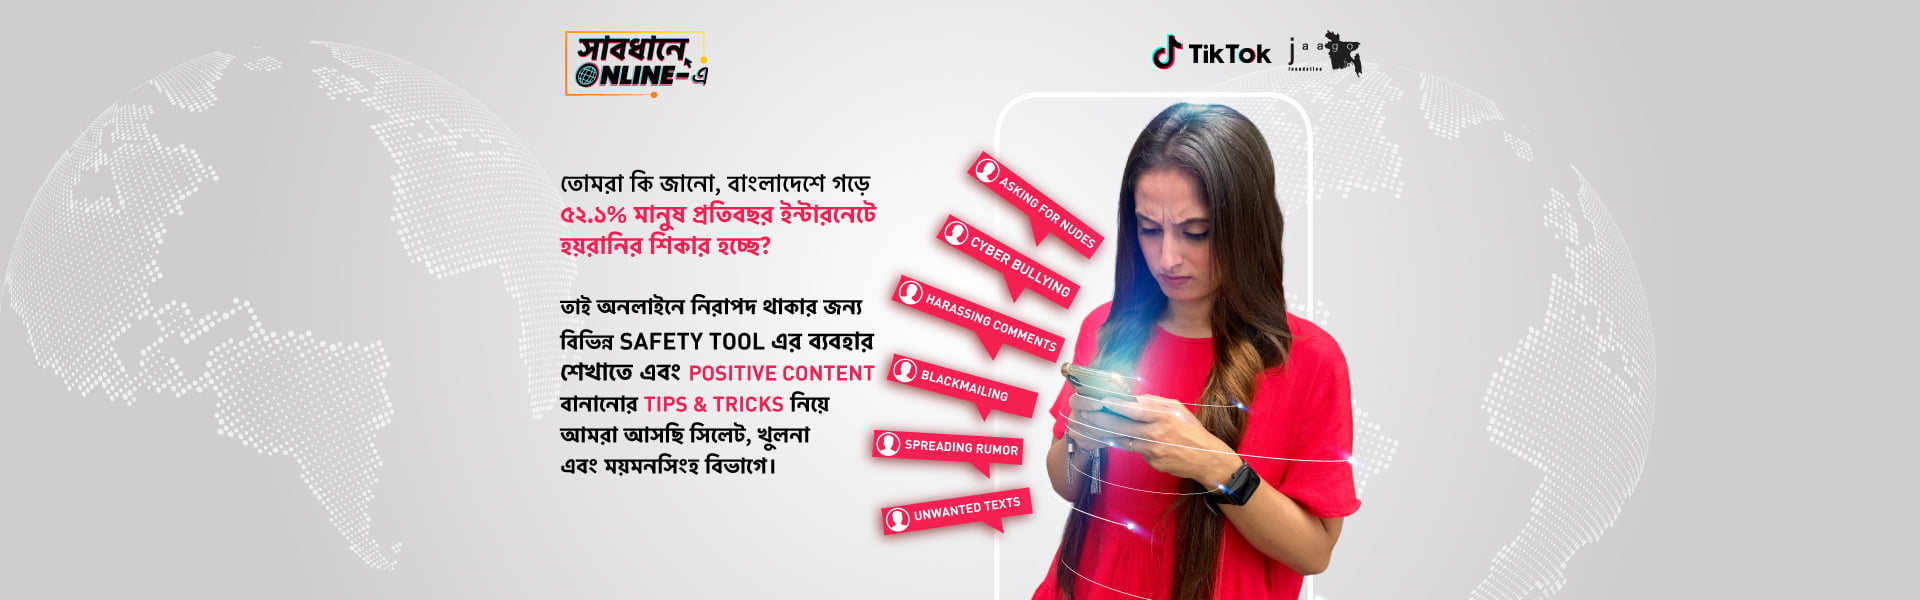 সাবধানে
ONLINE-এ
TikTok
jaago
foundation
তোমরা কি জানো, বাংলাদেশে গড়ে
৫২.১% মানুষ প্রতিবছর ইন্টারনেটে
হয়রানির শিকার হচ্ছে?
তাই অনলাইনে নিরাপদ থাকার জন্য
বিভিন্ন SAFETY TOOL এর ব্যবহার
শেখাতে এবং POSITIVE CONTENT
বানানোর TIPS & TRICKS নিয়ে
আমরা আসছি সিলেট, খুলনা
এবং ময়মনসিংহ বিভাগে।
ASKING FOR NUDES
CYBER BULLYING
HARASSING COMMENTS
BLACKMAILING
SPREADING RUMOR
UNWANTED TEXTS